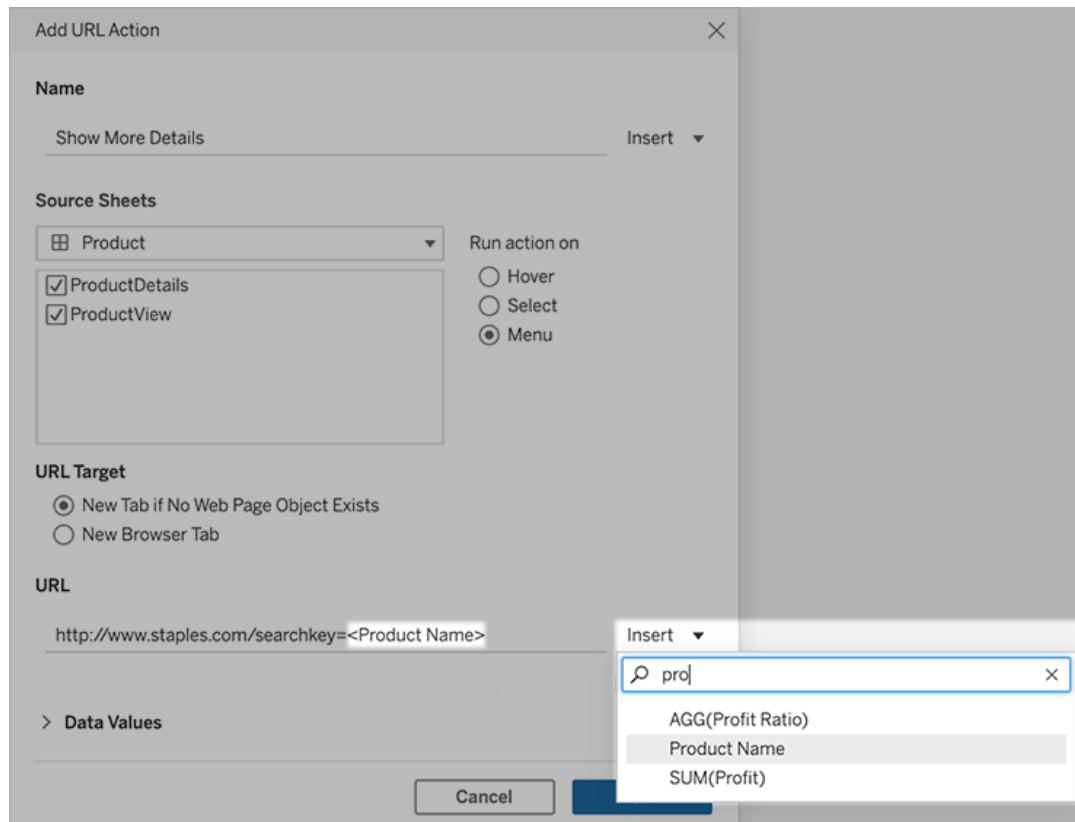 Add URL Action
Name
Show More Details
Insert
Source Sheets
Product
Run action on
ProductDetails
ProductView
Hover
Select
Menu
URL Target
New Tab if No Web Page Object Exists
New Browser Tab
URL
http://www.staples.com/searchkey=<Product Name>
Insert
pro
AGG(Profit Ratio)
Product Name
SUM(Profit)
Data Values
Cancel